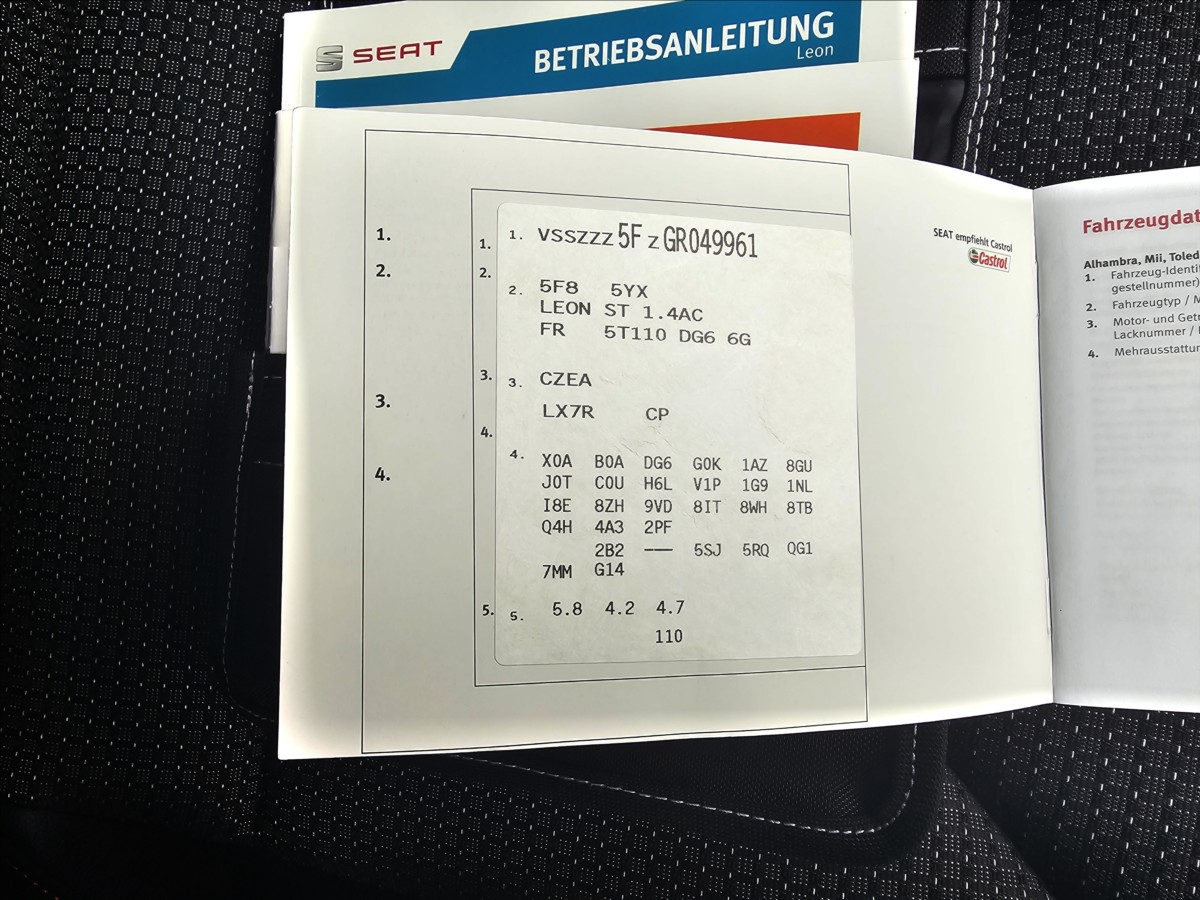 SEAT
BETRIEBSANLEITUNG
Leon
1.
2.
3.
4.
1.
2.
3.
4.
5.
1. VSSZZZ 5F Z GR049961
2. 5F8 5YX
LEON ST 1.4AC
FR 5T110 DG6 6G
3. CZEA
LX7R CP
4. X0A B0A DG6 G0K 1AZ 8GU
J0T C0U H6L V1P 1G9 1NL
I8E 8ZH 9VD 8IT 8WH 8TB
Q4H 4A3 2PF
2B2 --- 5SJ 5RQ QG1
7MM G14
5. 5.8 4.2 4.7
110
SEAT empfiehlt Castrol
Castrol
Fahrzeugdat
Alhambra, Mii, Toled
1. Fahrzeug-Identi
gestellnummer)
2. Fahrzeugtyp / M
3. Motor- und Getr
Lacknummer /
4. Mehrausstattun